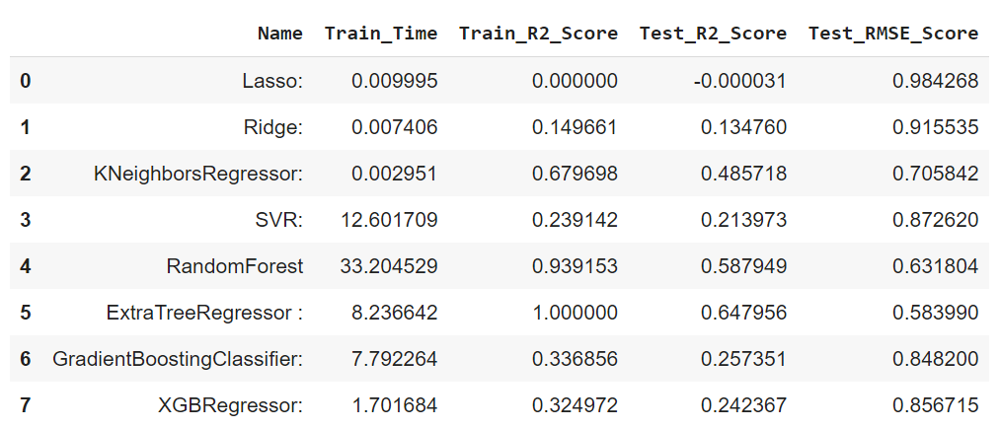 Name Train_Time Train_R2_Score Test_R2_Score Test_RMSE_Score
0 Lasso: 0.009995 0.000000 -0.000031 0.984268
1 Ridge: 0.007406 0.149661 0.134760 0.915535
2 KNeighborsRegressor: 0.002951 0.679698 0.485718 0.705842
3 SVR: 12.601709 0.239142 0.213973 0.872620
4 RandomForest 33.204529 0.939153 0.587949 0.631804
5 ExtraTreeRegressor : 8.236642 1.000000 0.647956 0.583990
6 GradientBoostingClassifier: 7.792264 0.336856 0.257351 0.848200
7 XGBRegressor: 1.701684 0.324972 0.242367 0.856715